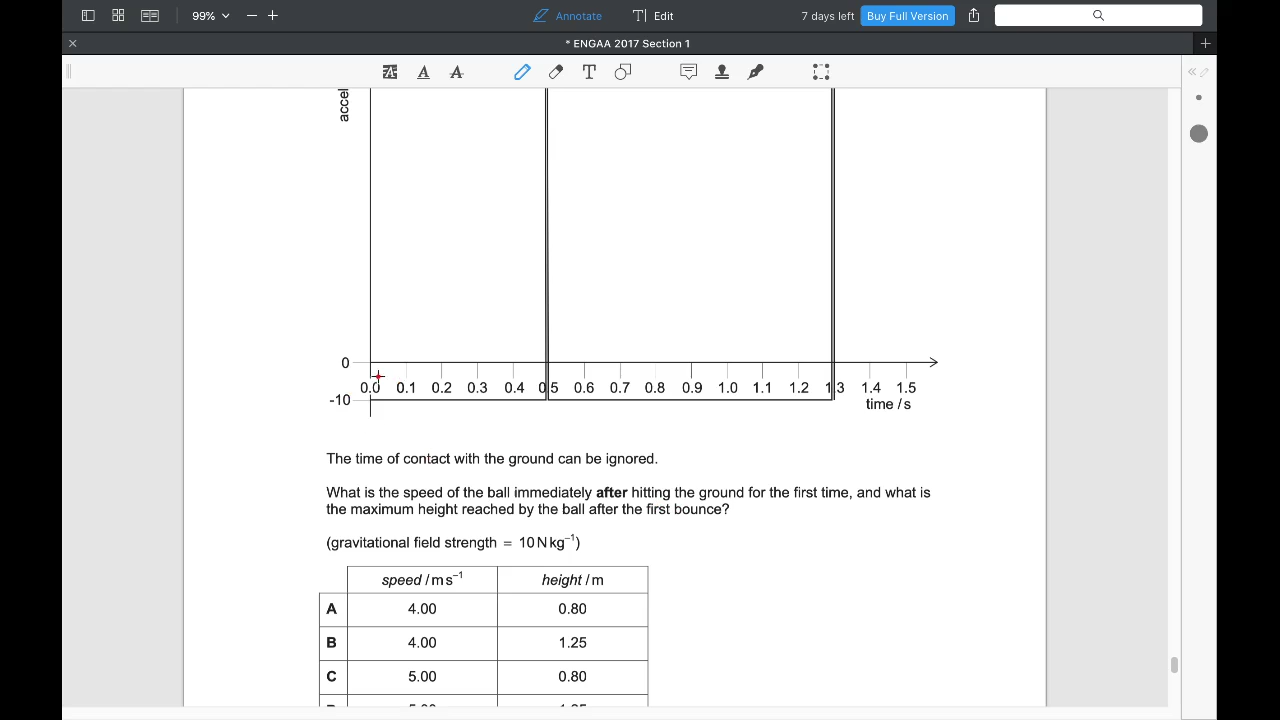 99%
Annotate
Edit
7 days left
Buy Full Version
* ENGAA 2017 Section 1
accel
0
0.0 0.1 0.2 0.3 0.4 0.5 0.6 0.7 0.8 0.9 1.0 1.1 1.2 1.3 1.4 1.5
-10
time / s
The time of contact with the ground can be ignored.
What is the speed of the ball immediately after hitting the ground for the first time, and what is
the maximum height reached by the ball after the first bounce?
(gravitational field strength = 10 N kg⁻¹)
speed / m s⁻¹ height / m
A 4.00 0.80
B 4.00 1.25
C 5.00 0.80